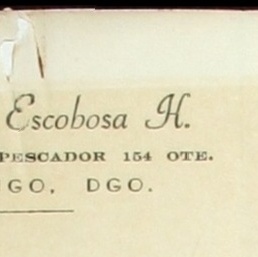 Escobosa H.
PESCADOR 154 OTE.
GO, DGO.